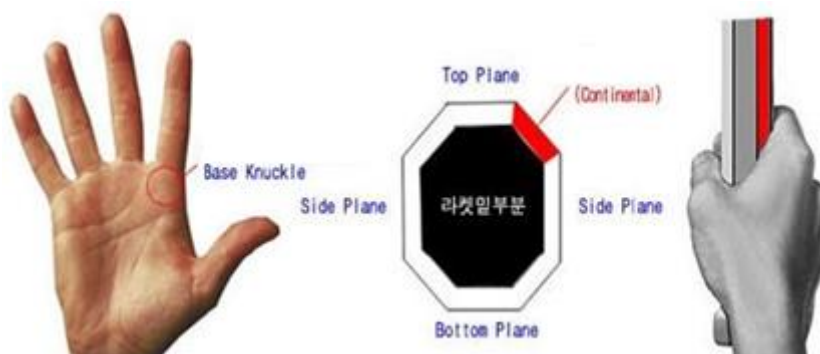 Top Plane
(Continental)
Base Knuckle
Side Plane
라켓밑부분
Side Plane
Bottom Plane